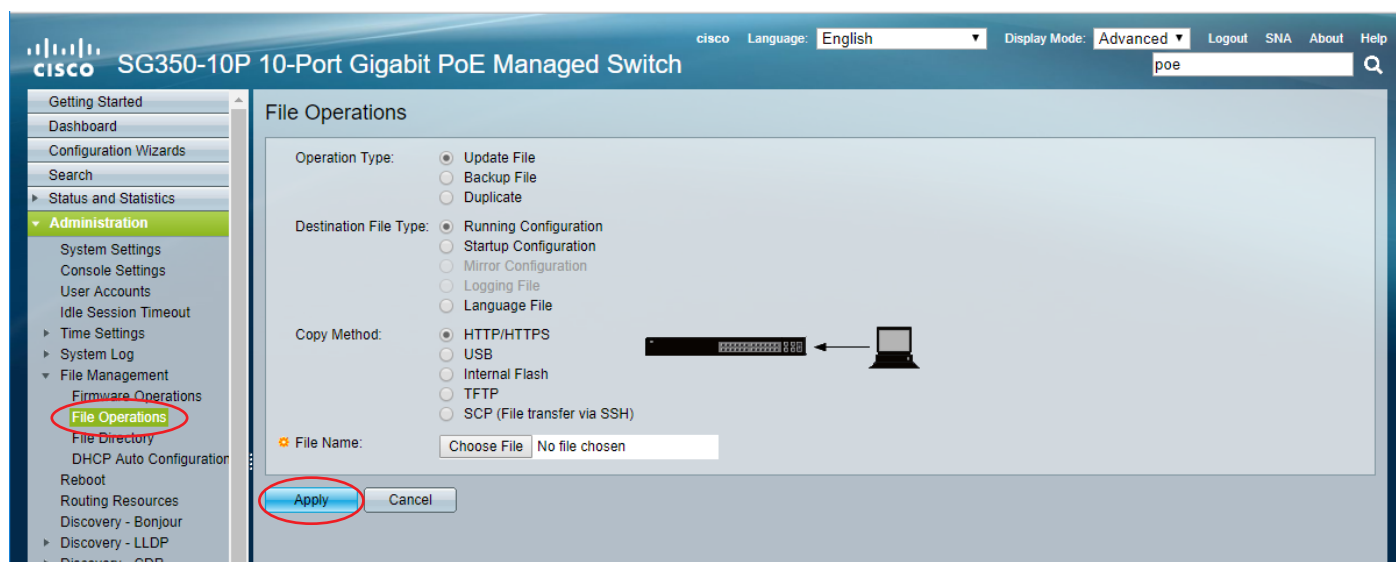 cisco Language: English Display Mode: Advanced Logout SNA About Help
CISCO SG350-10P 10-Port Gigabit PoE Managed Switch
poe
Getting Started
Dashboard
Configuration Wizards
Search
Status and Statistics
Administration
System Settings
Console Settings
User Accounts
Idle Session Timeout
Time Settings
System Log
File Management
Firmware Operations
File Operations
File Directory
DHCP Auto Configuration
Reboot
Routing Resources
Discovery - Bonjour
Discovery - LLDP
Discovery - CDP
File Operations
Operation Type: Update File
Backup File
Duplicate
Destination File Type: Running Configuration
Startup Configuration
Mirror Configuration
Logging File
Language File
Copy Method: HTTP/HTTPS
USB
Internal Flash
TFTP
SCP (File transfer via SSH)
File Name: Choose File No file chosen
Apply Cancel